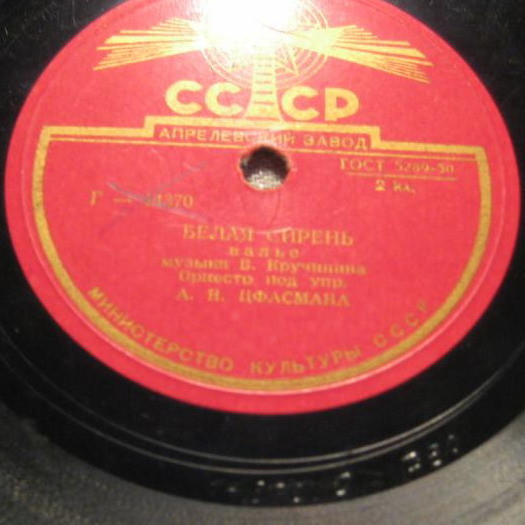 СССР
АПРЕЛЕВСКИЙ ЗАВОД
ГОСТ 5289-50
2 кл.
Г —
БЕЛАЯ СИРЕНЬ
вальс
музыка В. Кручинина
Оркестр под упр.
А. Н. ЦФАСМАНА
МИНИСТЕРСТВО КУЛЬТУРЫ СССР